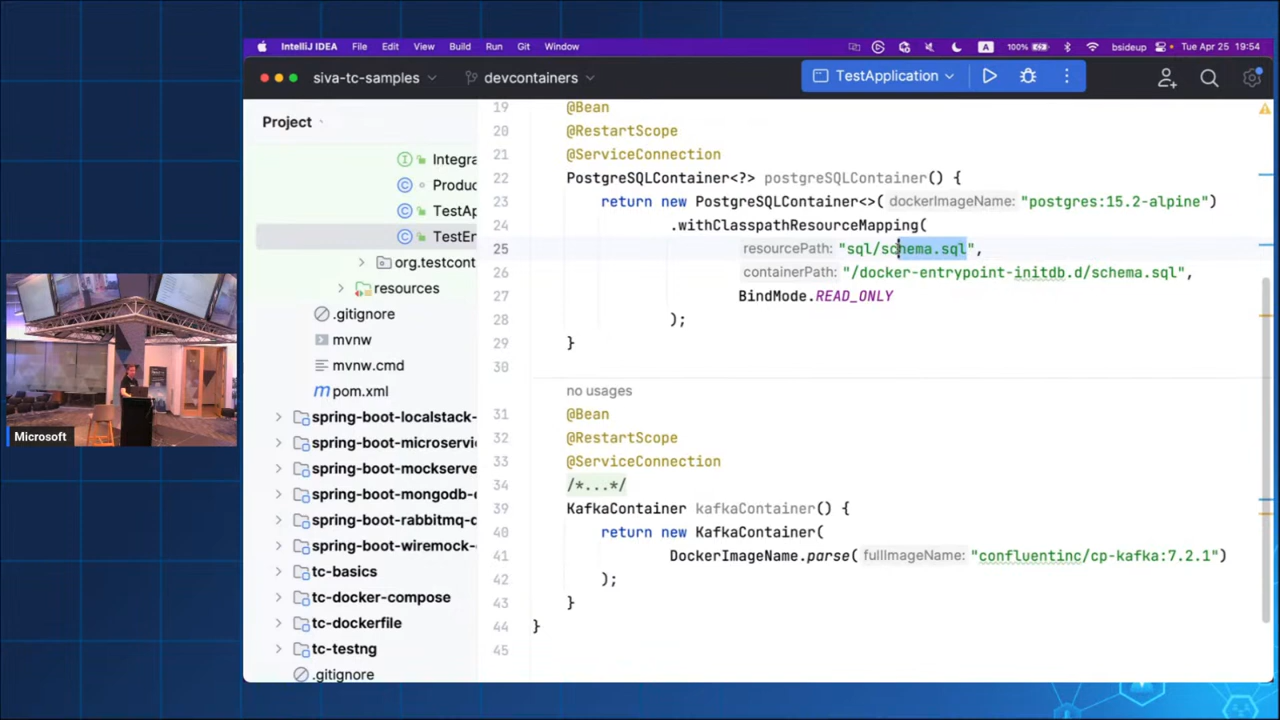 IntelliJ IDEA File Edit View Build Run Git Window A 100% bsideup Tue Apr 25 19:54
siva-tc-samples devcontainers TestApplication
Project
Integra
Produc
TestAp
TestEn
org.testcont
resources
.gitignore
mvnw
mvnw.cmd
pom.xml
spring-boot-localstack-
spring-boot-microservic
spring-boot-mockserve
spring-boot-mongodb-d
spring-boot-rabbitmq-d
spring-boot-wiremock-
tc-basics
tc-docker-compose
tc-dockerfile
tc-testng
.gitignore
19 @Bean
20 @RestartScope
21 @ServiceConnection
22 PostgreSQLContainer<?> postgreSQLContainer() {
23 return new PostgreSQLContainer<>( dockerImageName: "postgres:15.2-alpine")
24 .withClasspathResourceMapping(
25 resourcePath: "sql/schema.sql",
26 containerPath: "/docker-entrypoint-initdb.d/schema.sql",
27 BindMode.READ_ONLY
28 );
29 }
30
no usages
31 @Bean
32 @RestartScope
33 @ServiceConnection
34 /*...*/
39 KafkaContainer kafkaContainer() {
40 return new KafkaContainer(
41 DockerImageName.parse( fullImageName: "confluentinc/cp-kafka:7.2.1")
42 );
43 }
44 }
45
Microsoft